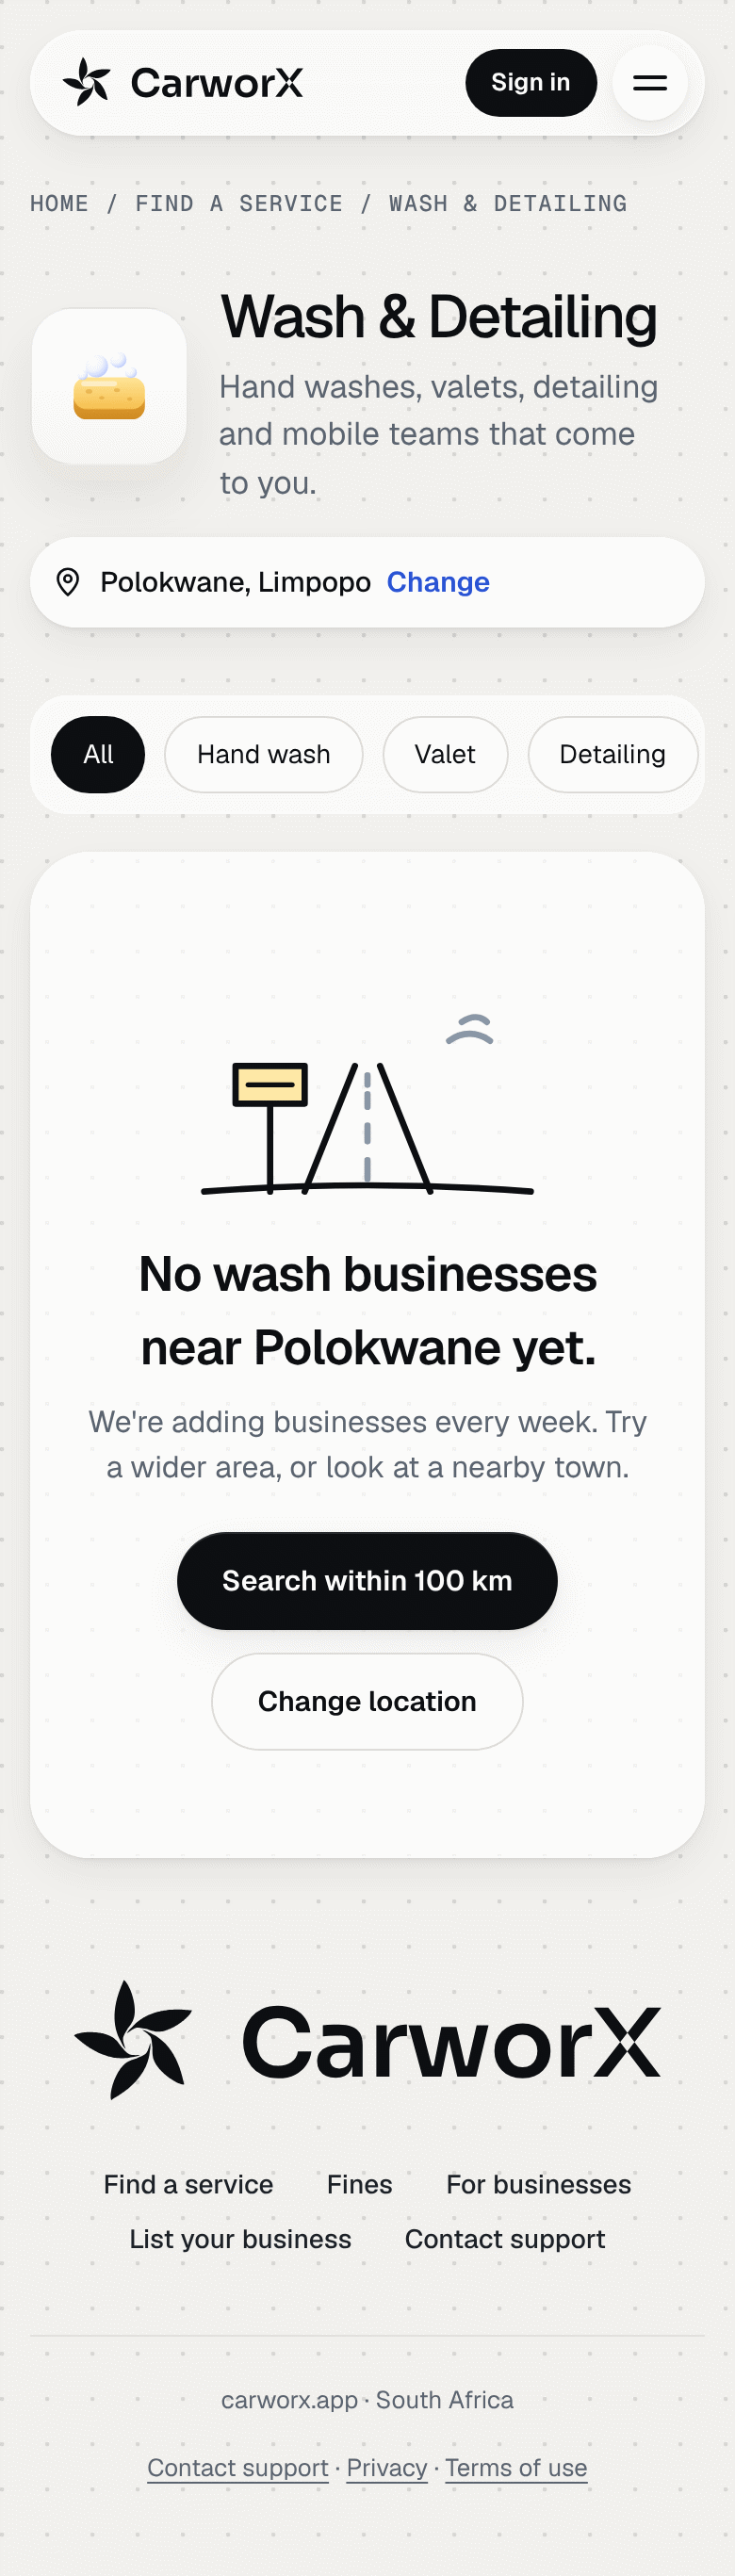 CarworX
Sign in
HOME / FIND A SERVICE / WASH & DETAILING
Wash & Detailing
Hand washes, valets, detailing
and mobile teams that come
to you.
Polokwane, Limpopo Change
All Hand wash Valet Detailing
No wash businesses
near Polokwane yet.
We're adding businesses every week. Try
a wider area, or look at a nearby town.
Search within 100 km
Change location
CarworX
Find a service Fines For businesses
List your business Contact support
carworx.app · South Africa
Contact support · Privacy · Terms of use